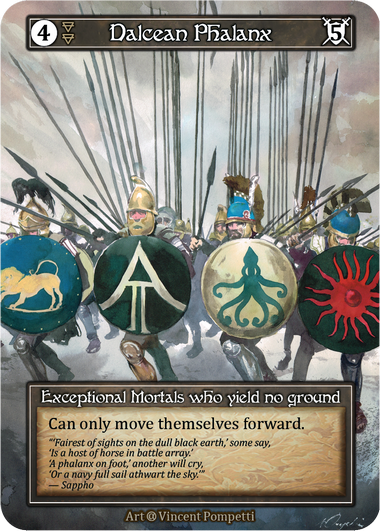 4
Dalcean Phalanx
5
Exceptional Mortals who yield no ground
Can only move themselves forward.
“‘Fairest of sights on the dull black earth,’ some say,
‘Is a host of horse in battle array.’
‘A phalanx on foot,’ another will cry,
‘Or a navy full sail athwart the sky.’”
— Sappho
Art @ Vincent Pompetti